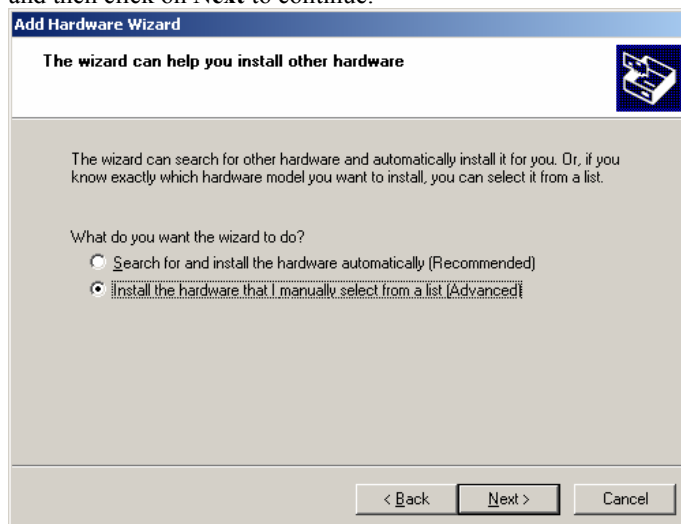 and then click on Next to continue.
Add Hardware Wizard
The wizard can help you install other hardware
The wizard can search for other hardware and automatically install it for you. Or, if you
know exactly which hardware model you want to install, you can select it from a list.
What do you want the wizard to do?
Search for and install the hardware automatically (Recommended)
Install the hardware that I manually select from a list (Advanced)
< Back Next > Cancel